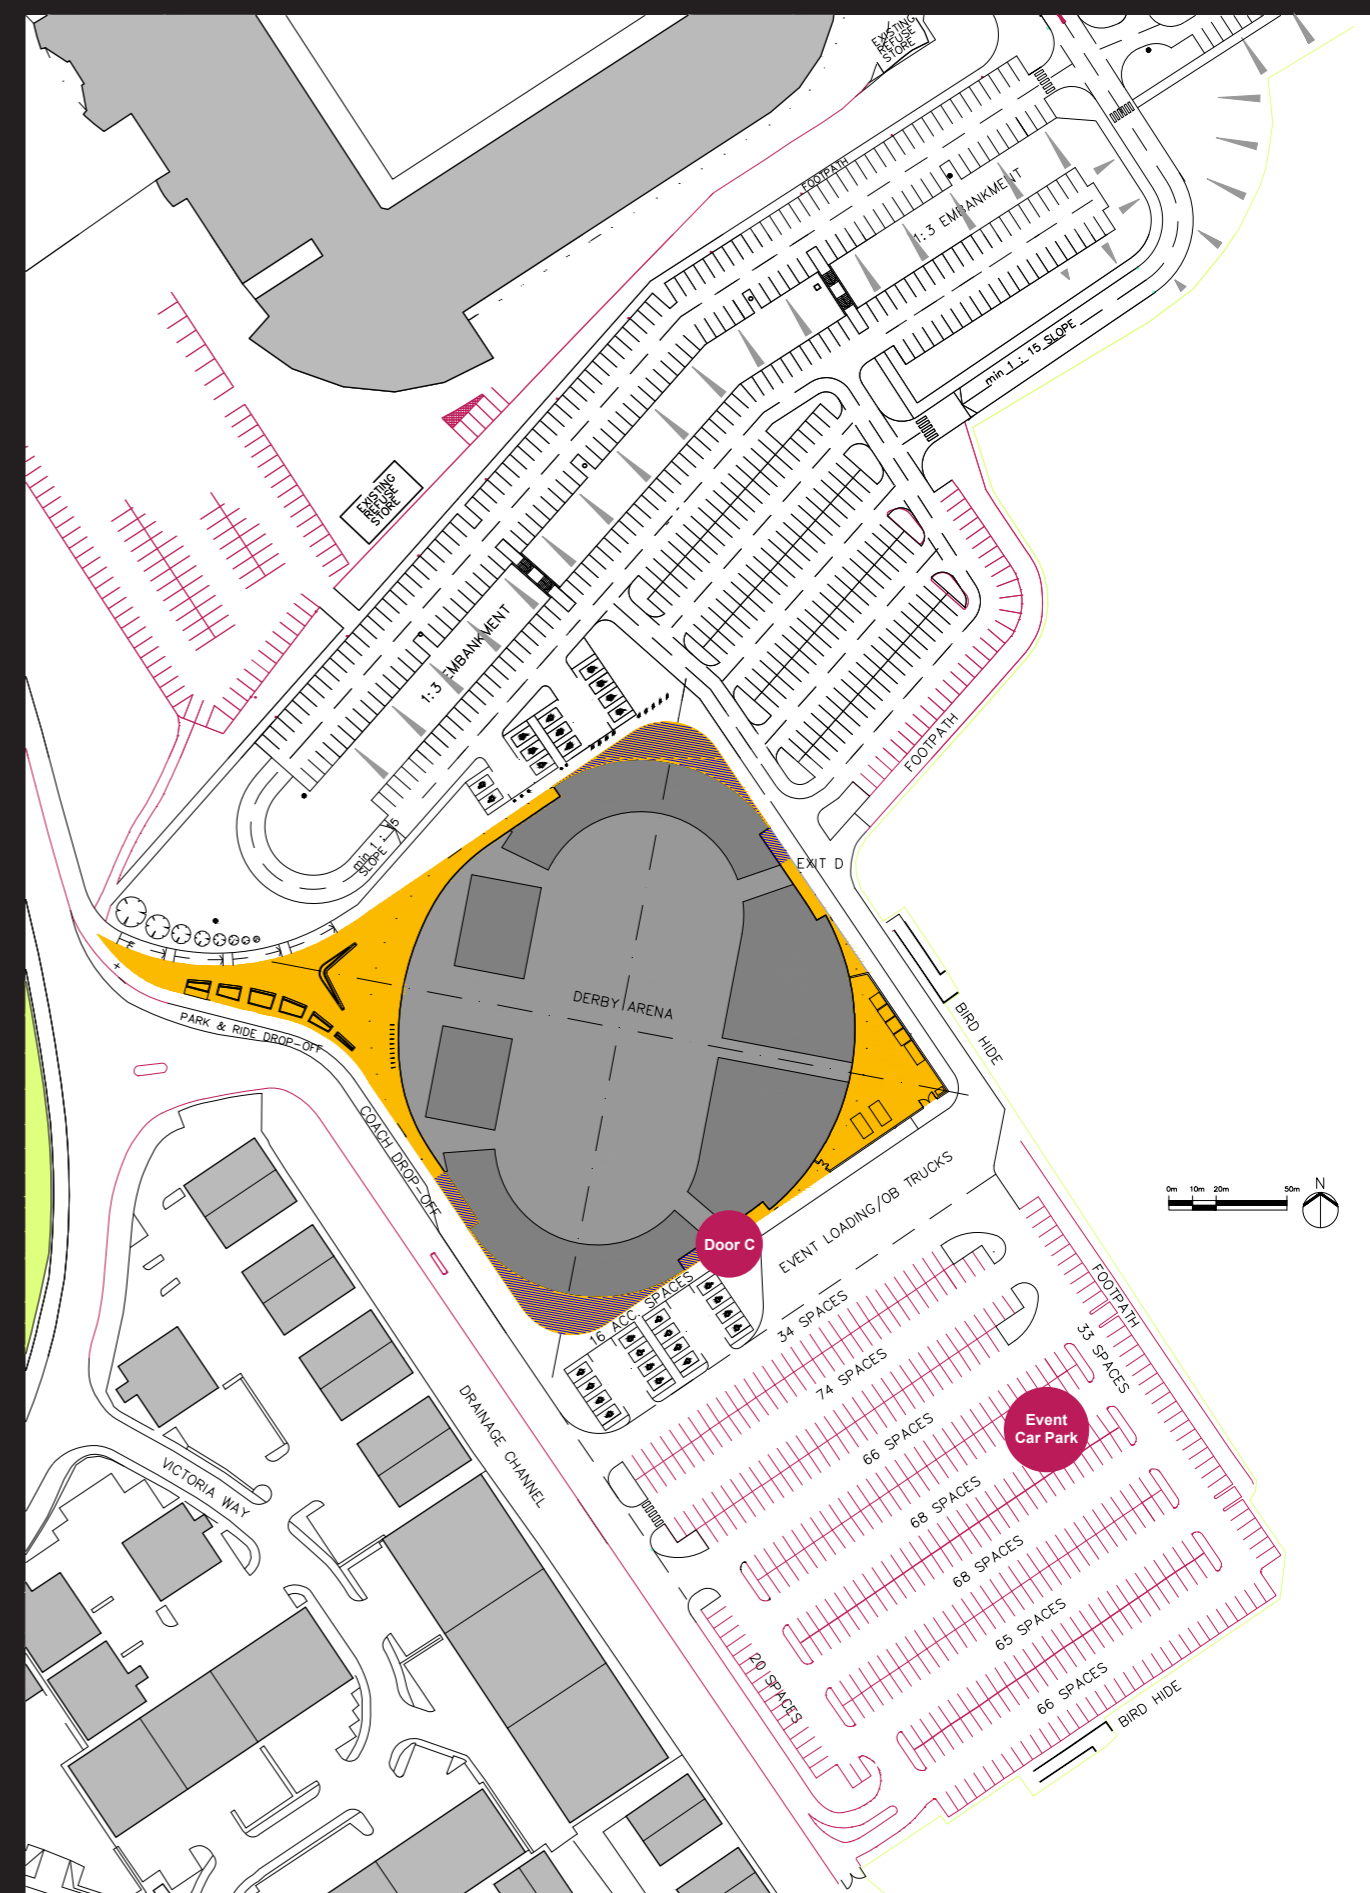 EXISTING
REFUSE
STORE
FOOTPATH
1: 3 EMBANKMENT
min 1 : 15 SLOPE
EXISTING
REFUSE
STORE
1: 3 EMBANKMENT
FOOTPATH
min 1 : 15
SLOPE
EXIT D
DERBY ARENA
BIRD HIDE
PARK & RIDE DROP-OFF
COACH DROP-OFF
EVENT LOADING/OB TRUCKS
0m 10m 20m 50m
N
Door C
16 ACC. SPACES
FOOTPATH
34 SPACES
33 SPACES
74 SPACES
DRAINAGE CHANNEL
Event
Car Park
66 SPACES
VICTORIA WAY
68 SPACES
68 SPACES
65 SPACES
20 SPACES
66 SPACES
BIRD HIDE